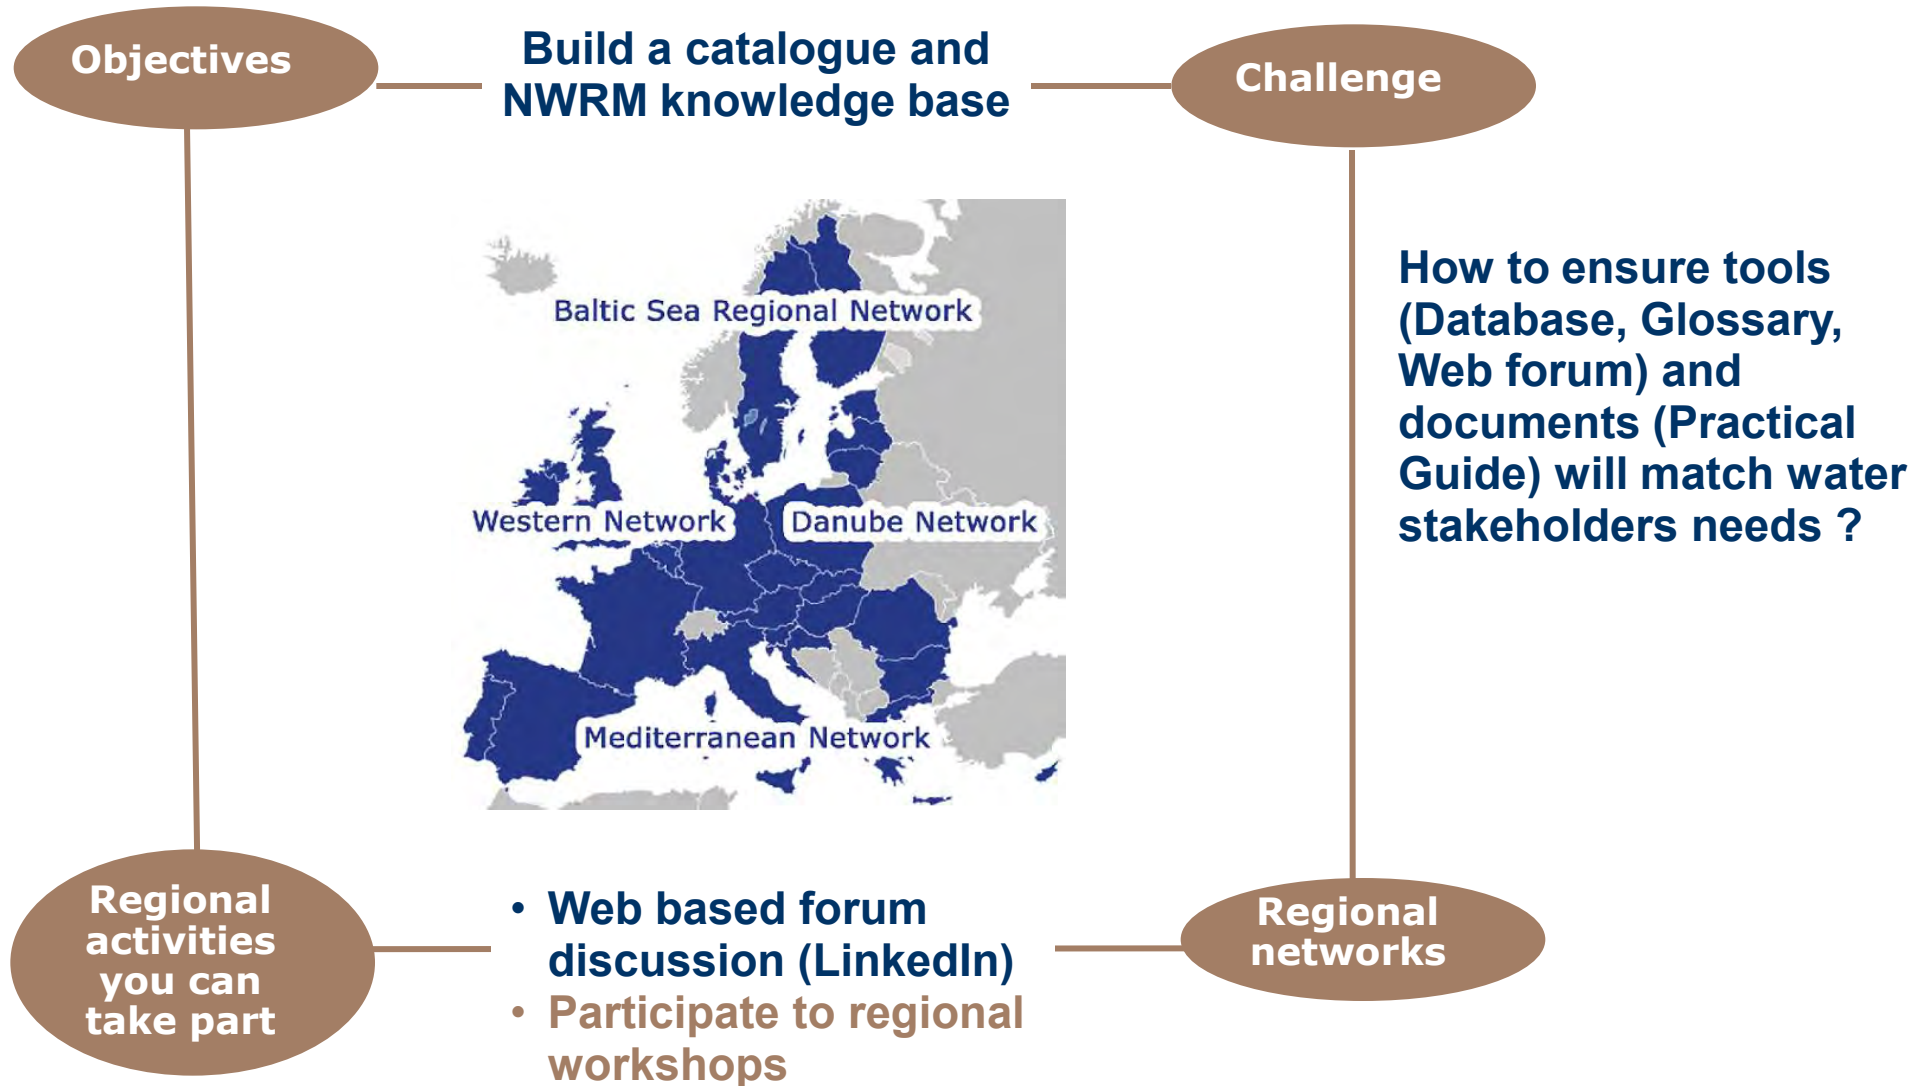 Objectives
Build a catalogue and
NWRM knowledge base
Challenge
Baltic Sea Regional Network
Western Network
Danube Network
Mediterranean Network
How to ensure tools
(Database, Glossary,
Web forum) and
documents (Practical
Guide) will match water
stakeholders needs ?
Regional
activities
you can
take part
• Web based forum
discussion (LinkedIn)
• Participate to regional
workshops
Regional
networks